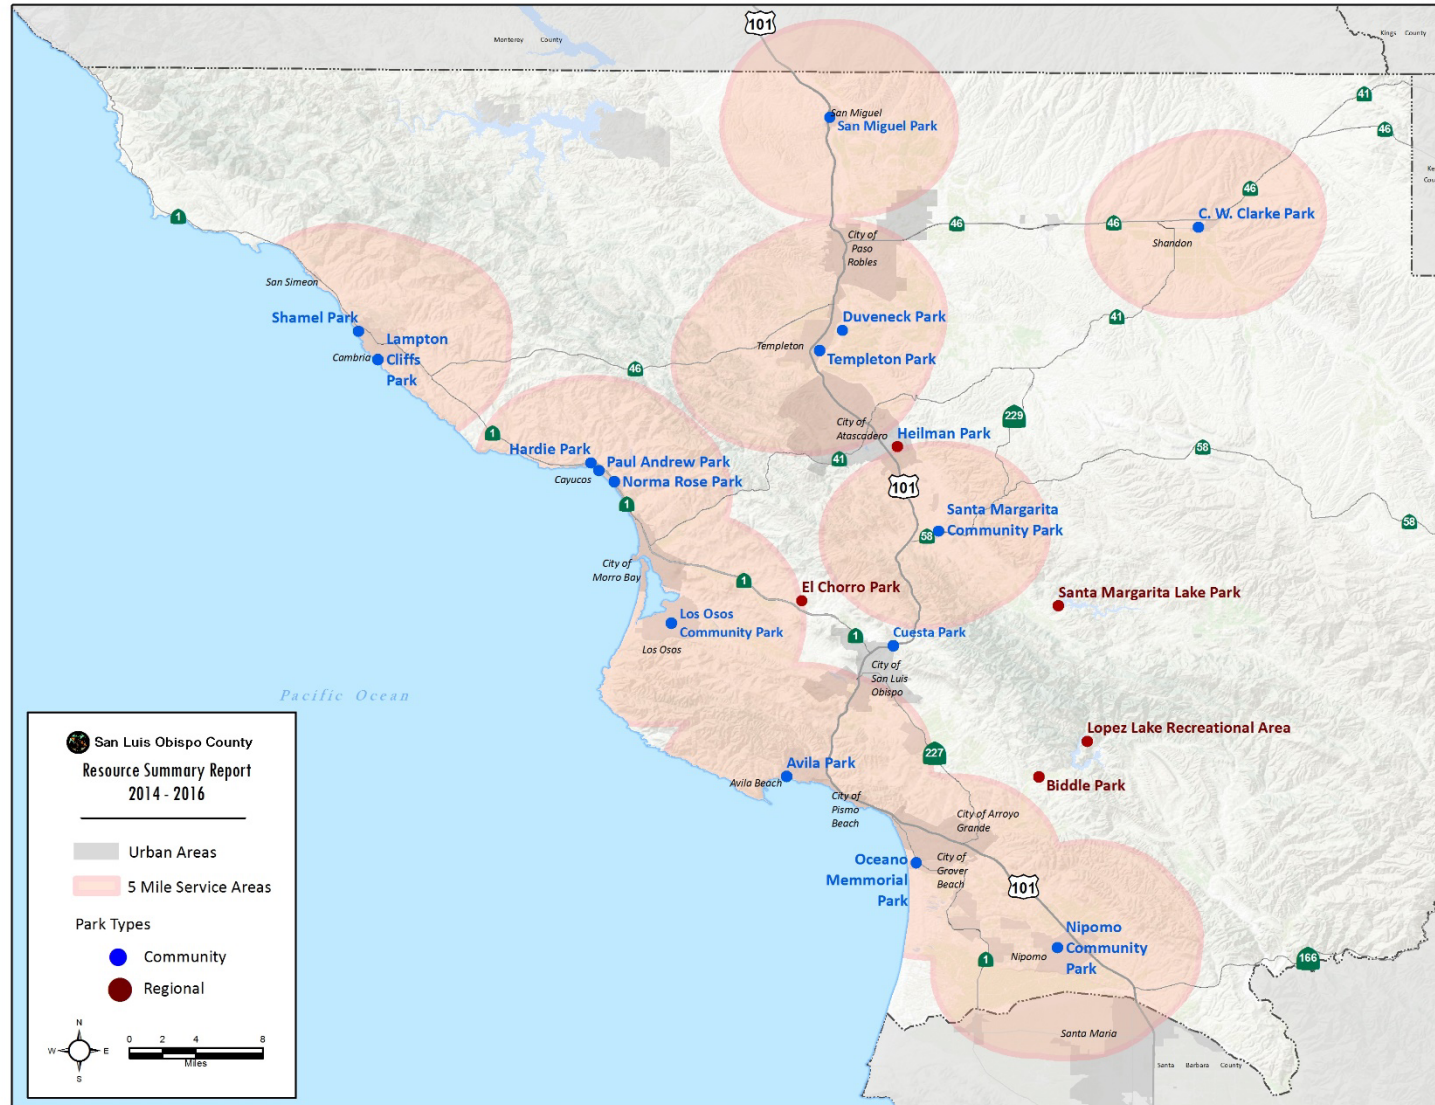 101
Monterey County
Kings County
41
46
San Miguel
San Miguel Park
1
46
C. W. Clarke Park
46
46
Shandon
City of
Paso
Robles
San Simeon
Shamel Park
Lampton
Cliffs
Park
Cambria
Duveneck Park
Templeton
Templeton Park
41
46
229
City of
Atascadero
Heilman Park
1
Hardie Park
Paul Andrew Park
Cayucos
Norma Rose Park
41
58
101
1
Santa Margarita
Community Park
58
58
City of
Morro Bay
1
El Chorro Park
Santa Margarita Lake Park
Los Osos
Community Park
Los Osos
1
Cuesta Park
City of
San Luis
Obispo
Pacific Ocean
Lopez Lake Recreational Area
227
Avila Park
Avila Beach
Biddle Park
City of
Pismo
Beach
City of Arroyo
Grande
Oceano
Memmorial
Park
City of
Grover
Beach
101
Nipomo
Community
Park
Nipomo
1
166
Santa Maria
Santa Barbara County
San Luis Obispo County
Resource Summary Report
2014 - 2016
Urban Areas
5 Mile Service Areas
Park Types
Community
Regional
N
W E
S
0 2 4 8
Miles